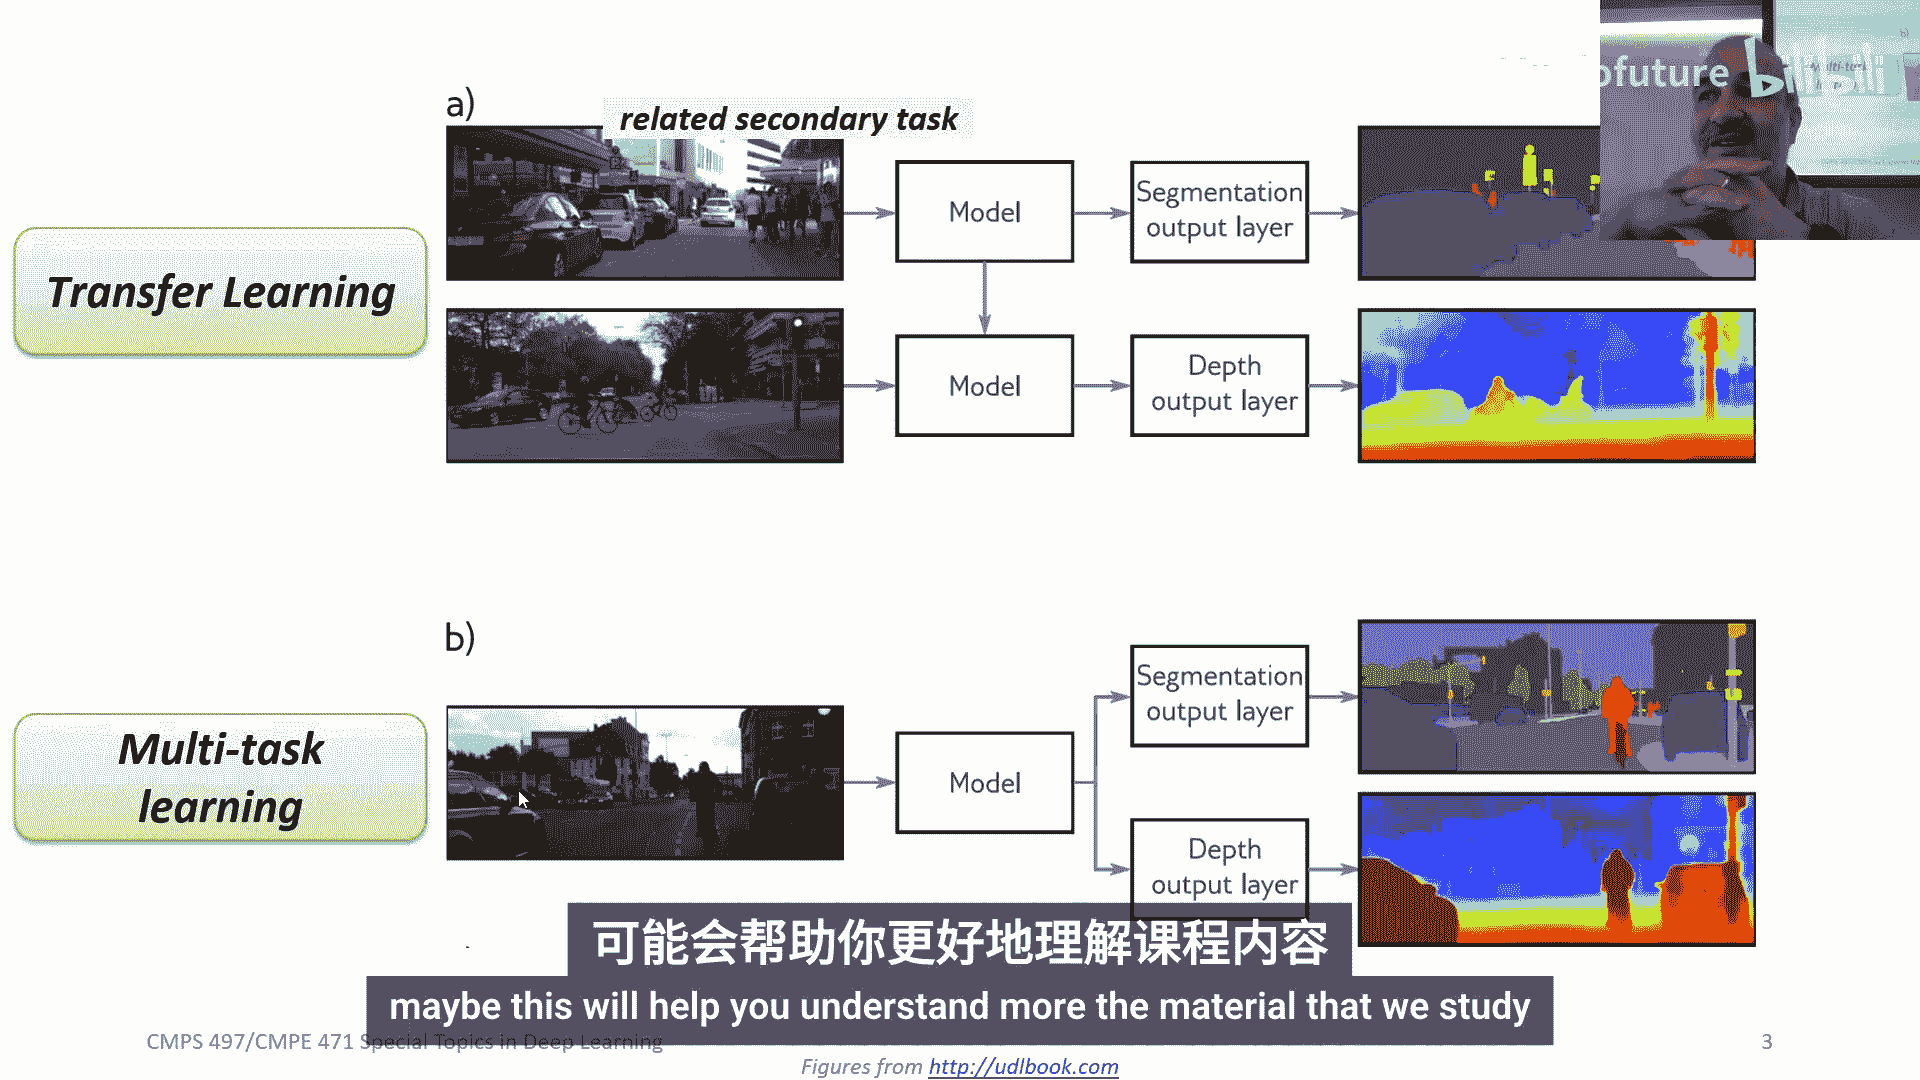 a)
related secondary task
ofuture bilibili
Model
Segmentation
output layer
Transfer Learning
Model
Depth
output layer
b)
Multi-task
learning
Model
Segmentation
output layer
Depth
output layer
可能会帮助你更好地理解课程内容
maybe this will help you understand more the material that we study
CMPS 497/CMPE 471 Special Topics in Deep Learning
3
Figures from http://udlbook.com